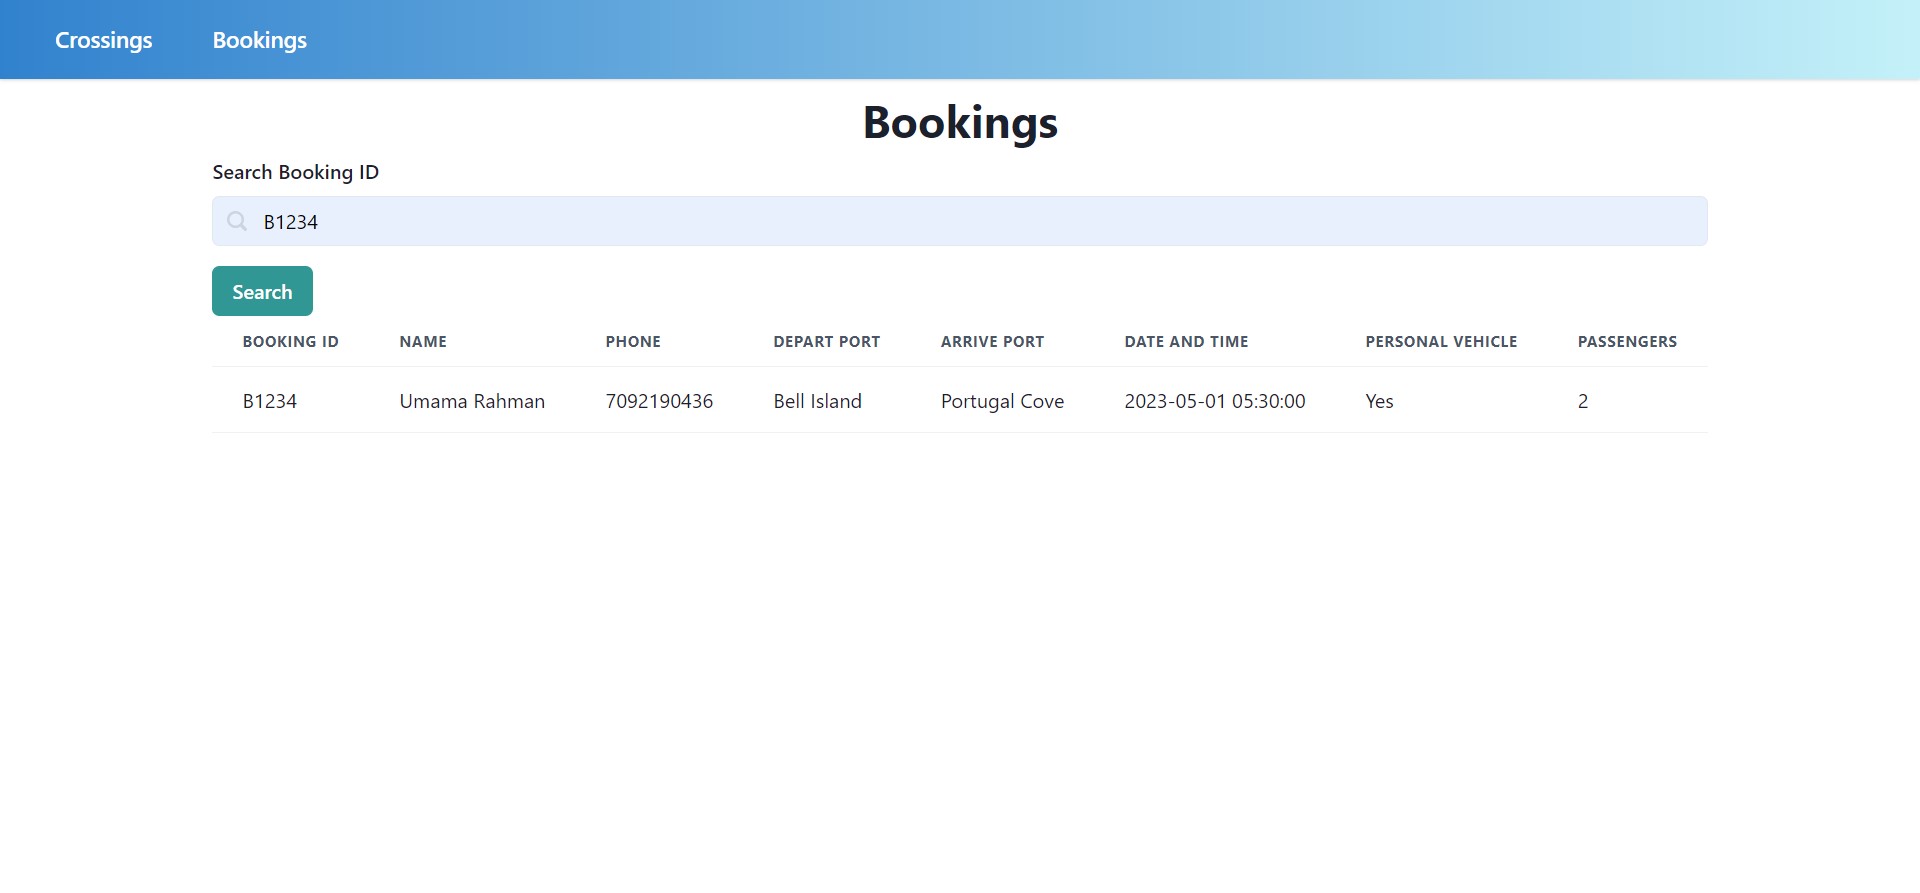 Crossings Bookings
Bookings
Search Booking ID
B1234
Search
BOOKING ID NAME PHONE DEPART PORT ARRIVE PORT DATE AND TIME PERSONAL VEHICLE PASSENGERS
B1234 Umama Rahman 7092190436 Bell Island Portugal Cove 2023-05-01 05:30:00 Yes 2